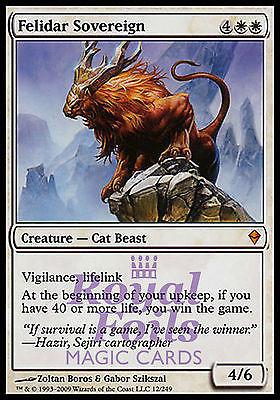 Felidar Sovereign 4
Creature — Cat Beast
Vigilance, lifelink
At the beginning of your upkeep, if you
have 40 or more life, you win the game.
"If survival is a game, I've seen the winner."
—Hazir, Sejiri cartographer
Royal
Fails
MAGIC CARDS
Zoltan Boros & Gabor Szikszai
™ & © 1993–2009 Wizards of the Coast LLC 12/249
4/6